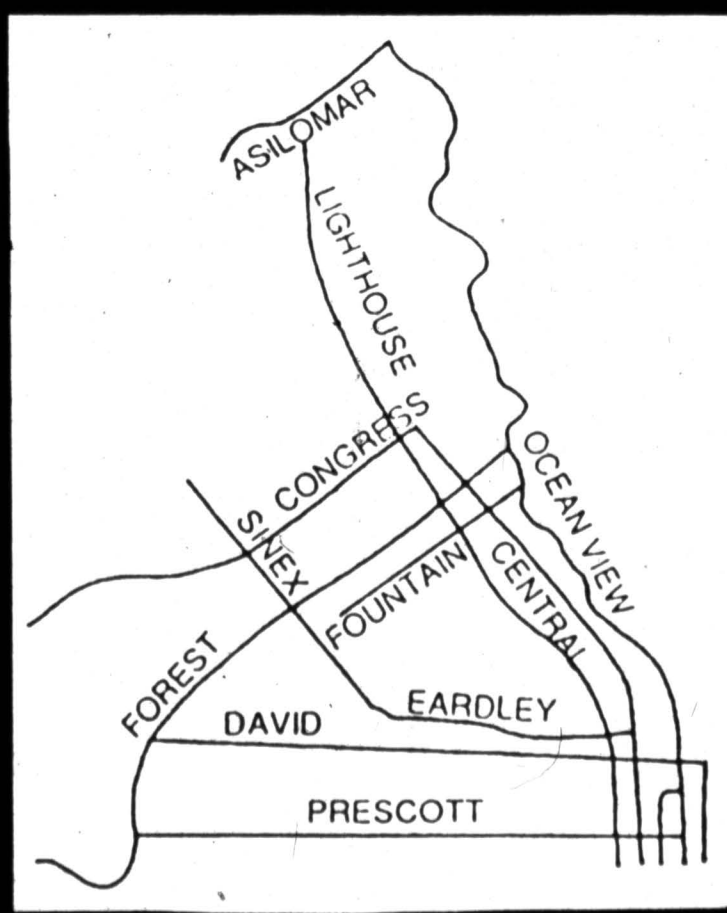 ASILOMAR
LIGHTHOUSE
CONGRESS
OCEAN VIEW
SINEX
FOUNTAIN
CENTRAL
FOREST
EARDLEY
DAVID
PRESCOTT